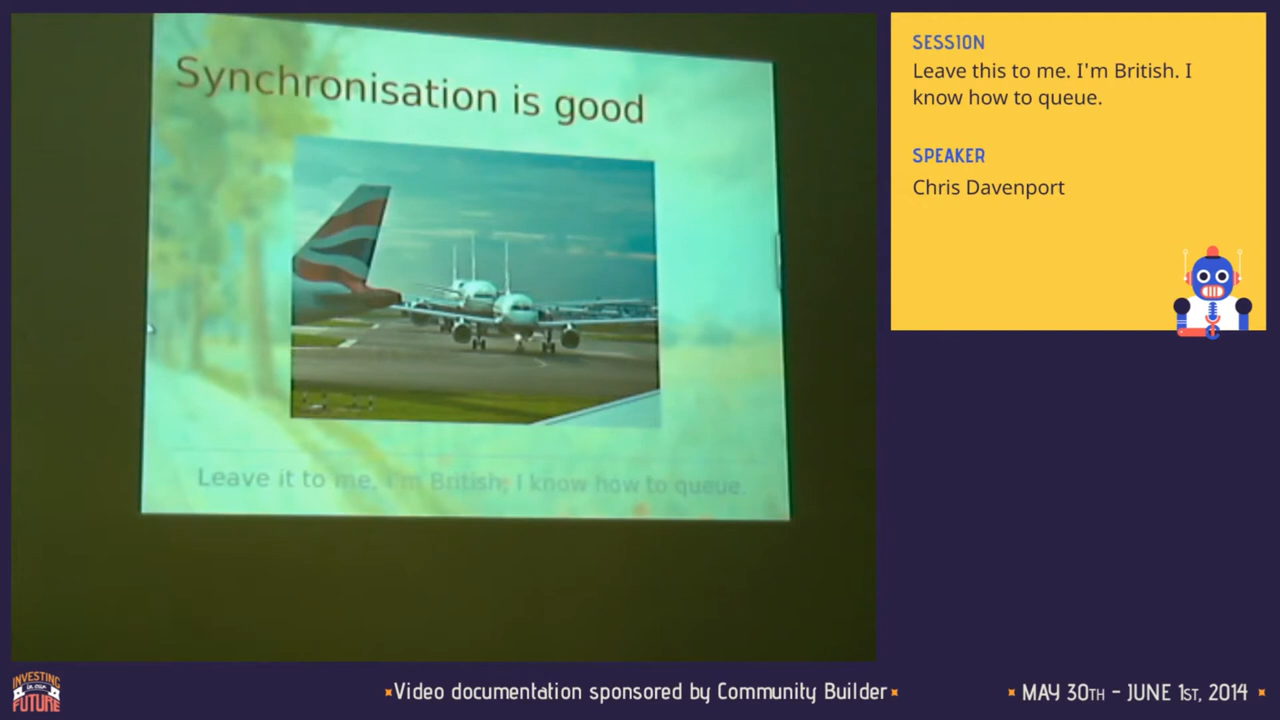 Synchronisation is good
Leave it to me. I'm British, I know how to queue.
SESSION
Leave this to me. I'm British. I
know how to queue.
SPEAKER
Chris Davenport
INVESTING
IN OUR
FUTURE
Video documentation sponsored by Community Builder
MAY 30TH - JUNE 1ST, 2014